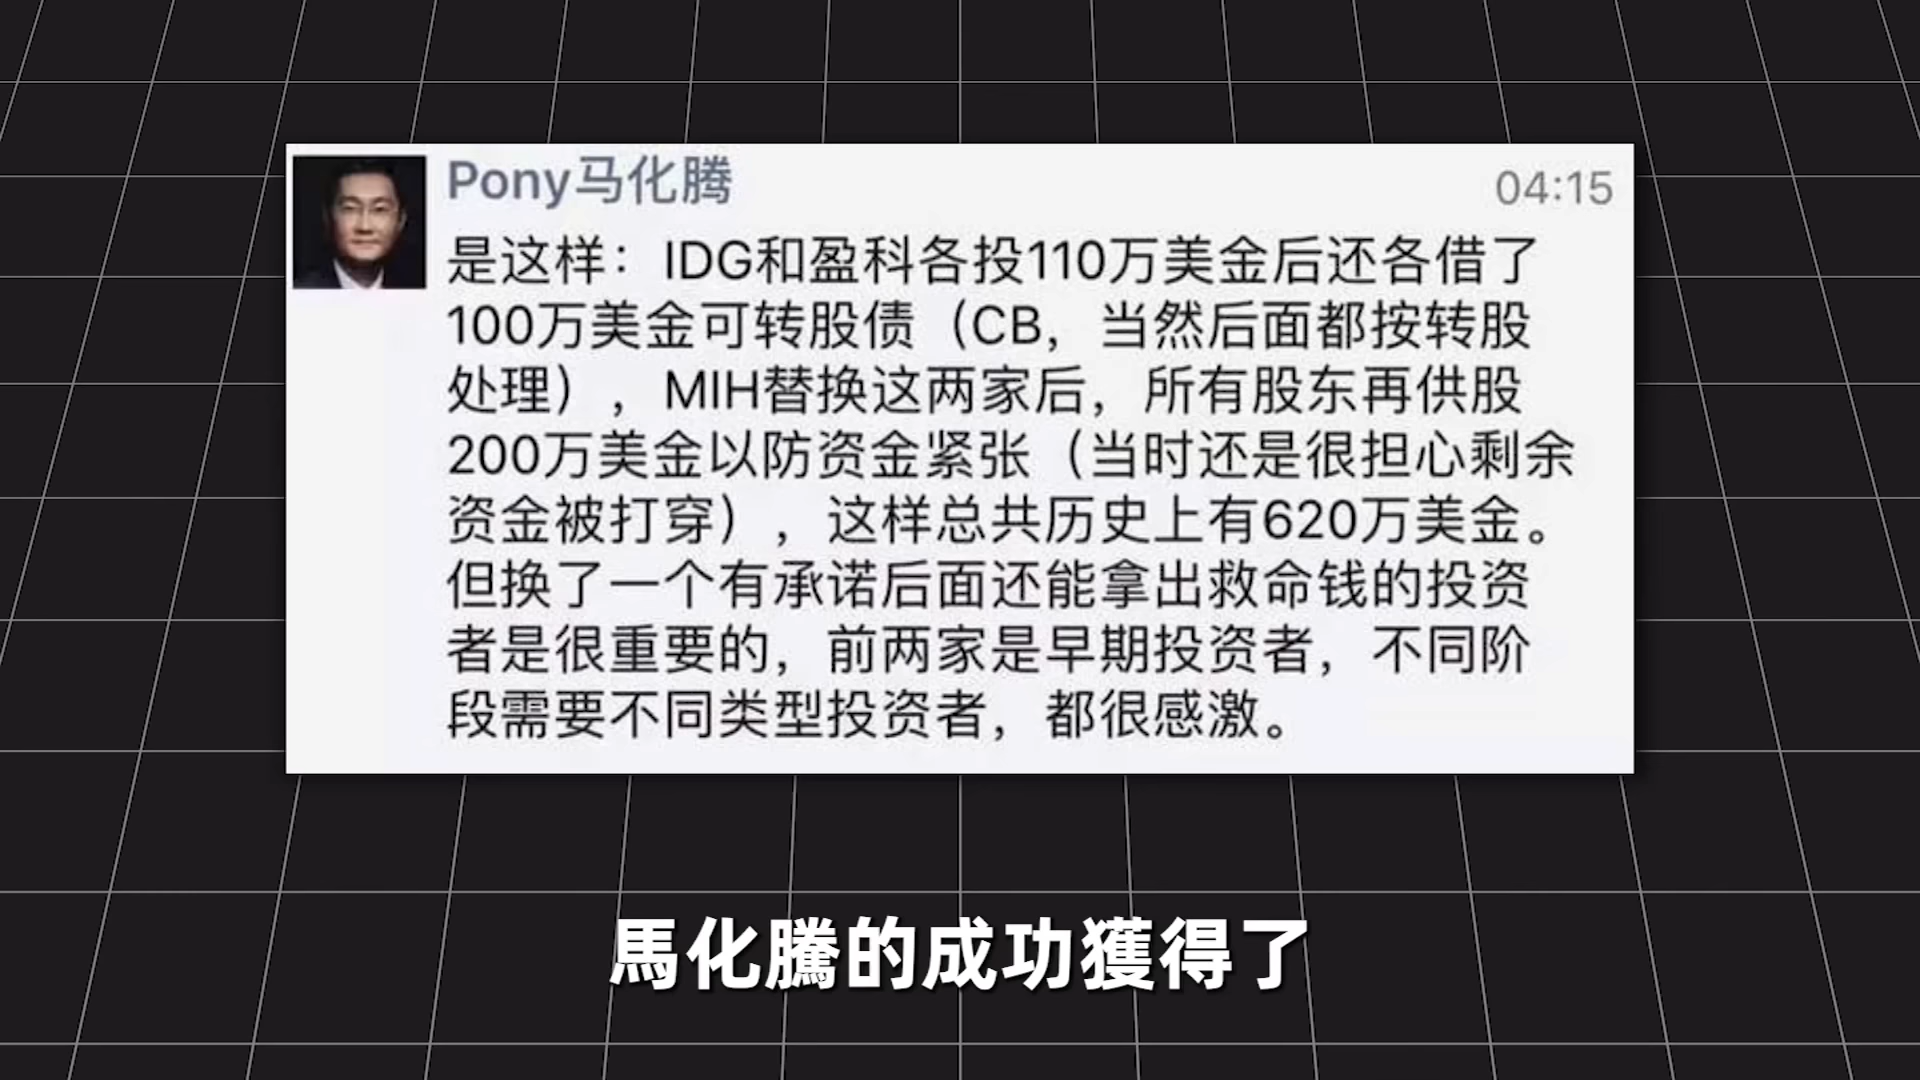 Pony马化腾
04:15
是这样：IDG和盈科各投110万美金后还各借了
100万美金可转股债（CB，当然后面都按转股
处理），MIH替换这两家后，所有股东再供股
200万美金以防资金紧张（当时还是很担心剩余
资金被打穿），这样总共历史上有620万美金。
但换了一个有承诺后面还能拿出救命钱的投资
者是很重要的，前两家是早期投资者，不同阶
段需要不同类型投资者，都很感激。
馬化騰的成功獲得了